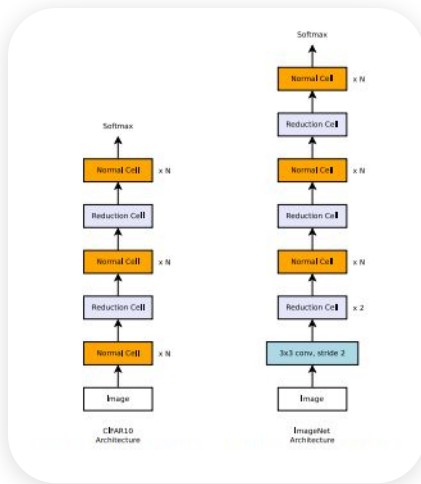 Softmax
Normal Cell x N
Reduction Cell
Normal Cell x N
Reduction Cell
Normal Cell x N
Image
CIFAR10
Architecture
Softmax
Normal Cell x N
Reduction Cell
Normal Cell x N
Reduction Cell
Normal Cell x N
Reduction Cell x 2
3x3 conv, stride 2
Image
ImageNet
Architecture